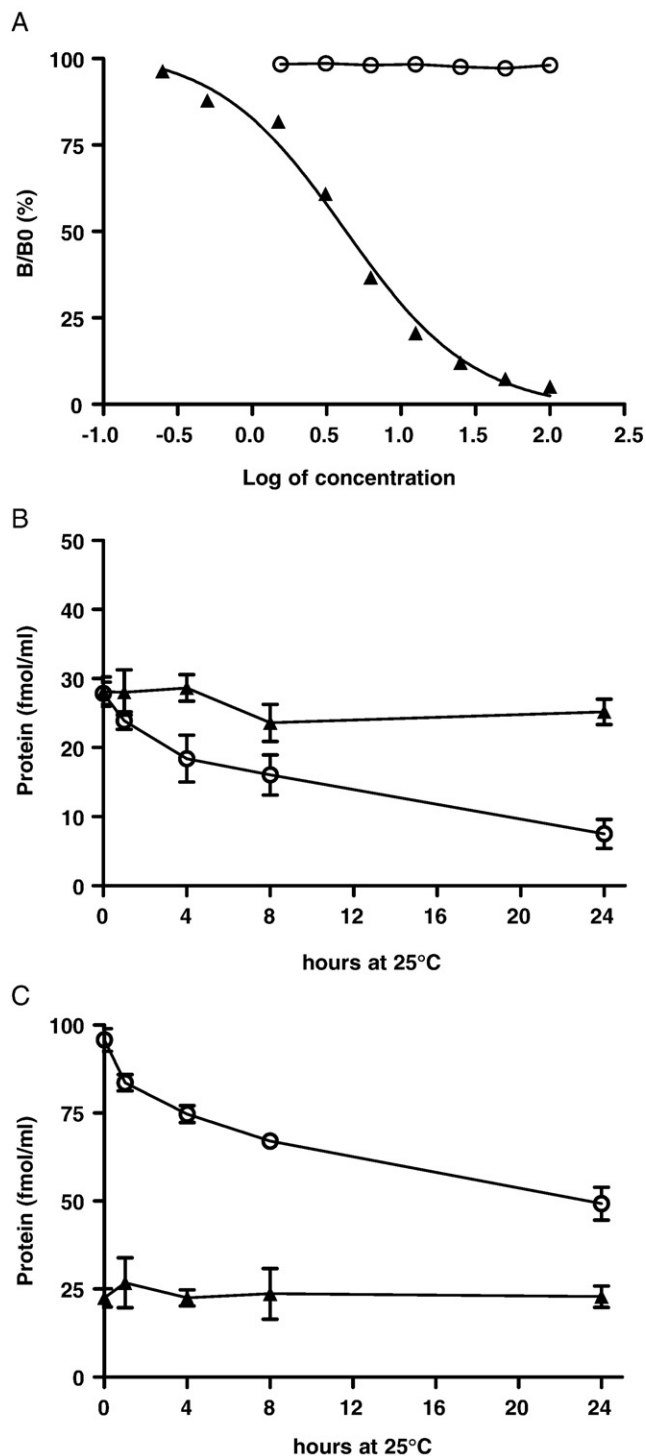 A
100
75
50
25
0
B/B0 (%)
-1.0 -0.5 0.0 0.5 1.0 1.5 2.0 2.5
Log of concentration
B
50
40
30
20
10
0
Protein (fmol/ml)
0 4 8 12 16 20 24
hours at 25°C
C
100
75
50
25
0
Protein (fmol/ml)
0 4 8 12 16 20 24
hours at 25°C